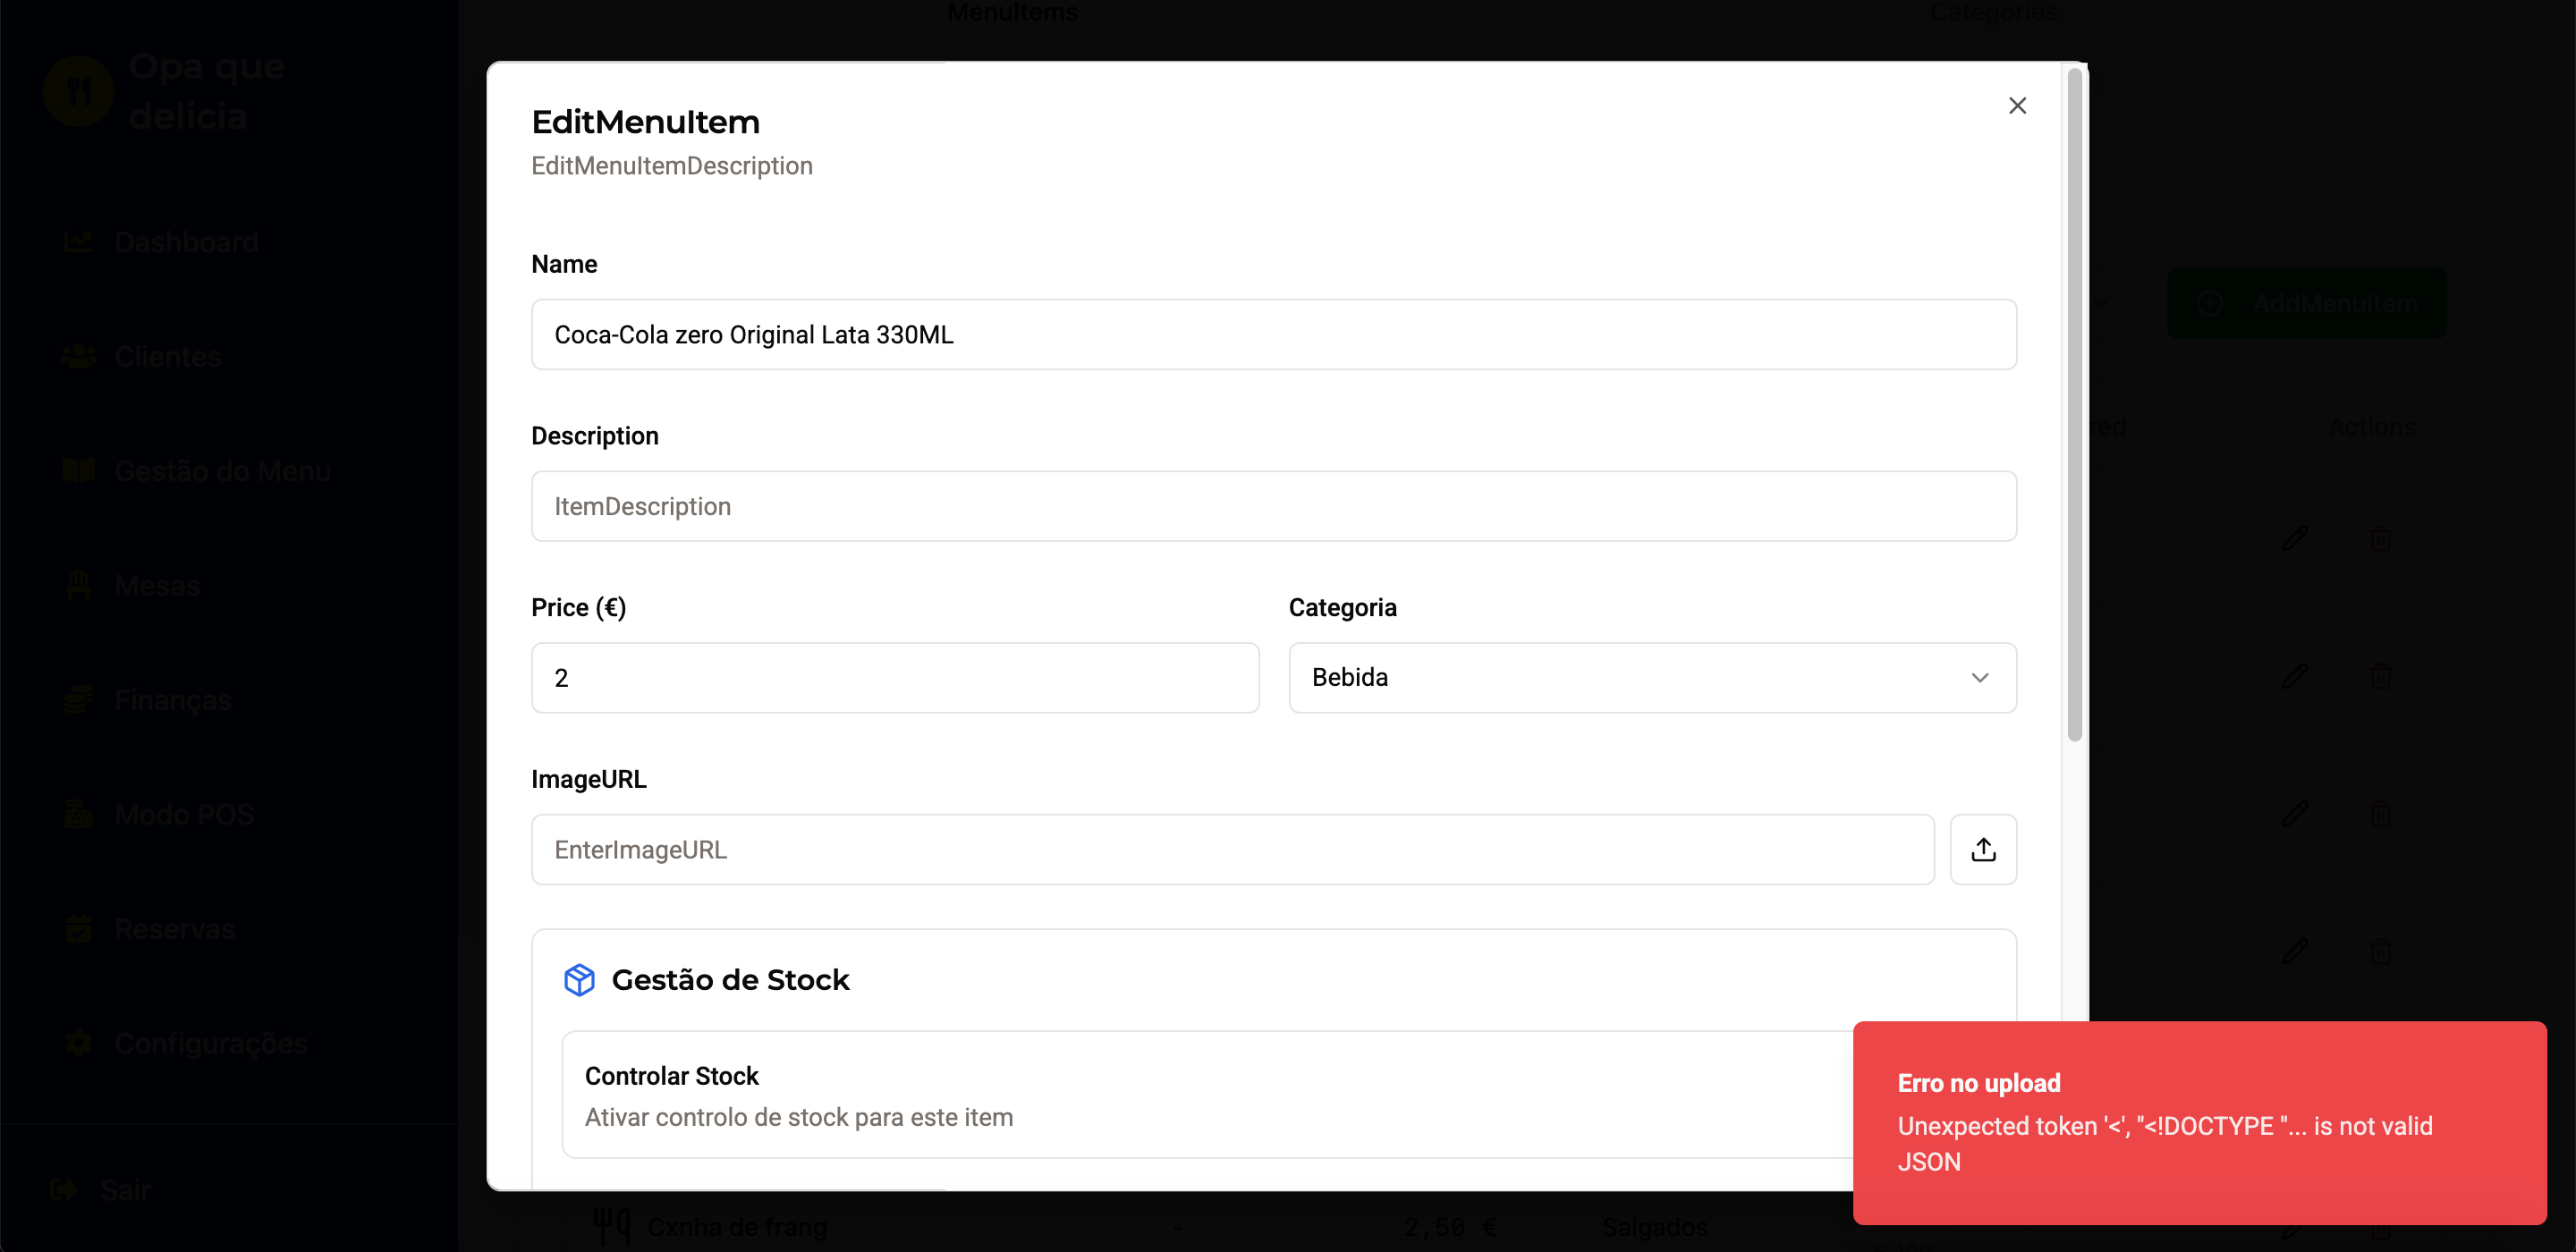 MenuItems
Categories
Opa que
delicia
Dashboard
Clientes
Gestão do Menu
Mesas
Finanças
Modo POS
Reservas
Configurações
Sair
EditMenuItem
EditMenuItemDescription
Name
Coca-Cola zero Original Lata 330ML
Description
ItemDescription
Price (€)
2
Categoria
Bebida
ImageURL
EnterImageURL
Gestão de Stock
Controlar Stock
Ativar controlo de stock para este item
AddMenuItem
Actions
Cxnha de frang
-
2,50 €
Salgados
Erro no upload
Unexpected token '<', "<!DOCTYPE "... is not valid
JSON